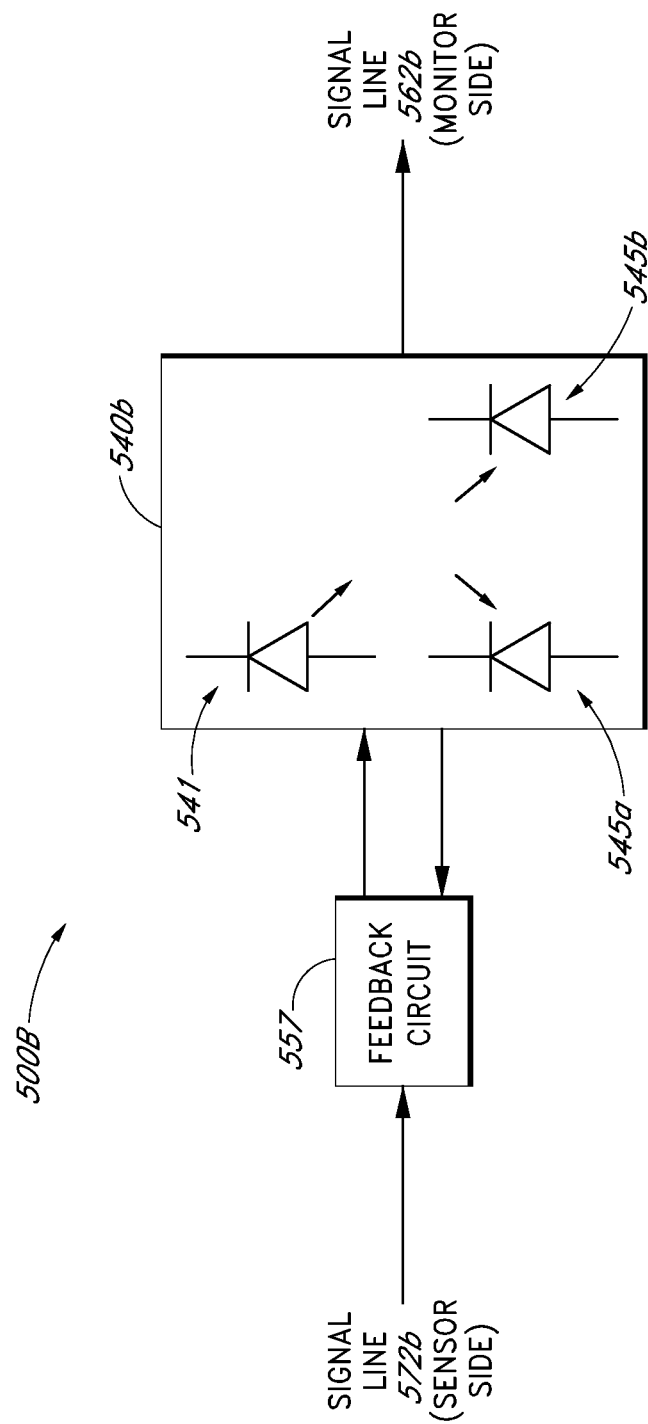 500B
540b
541
545a
545b
557
FEEDBACK
CIRCUIT
SIGNAL
LINE
572b
(SENSOR
SIDE)
SIGNAL
LINE
562b
(MONITOR
SIDE)